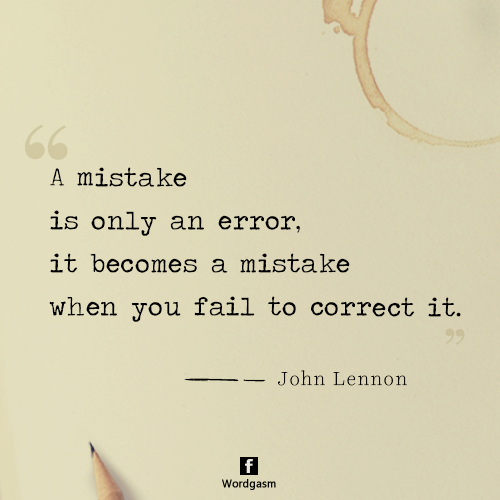 “
A mistake
is only an error,
it becomes a mistake
when you fail to correct it.
”
—— — John Lennon
f
Wordgasm